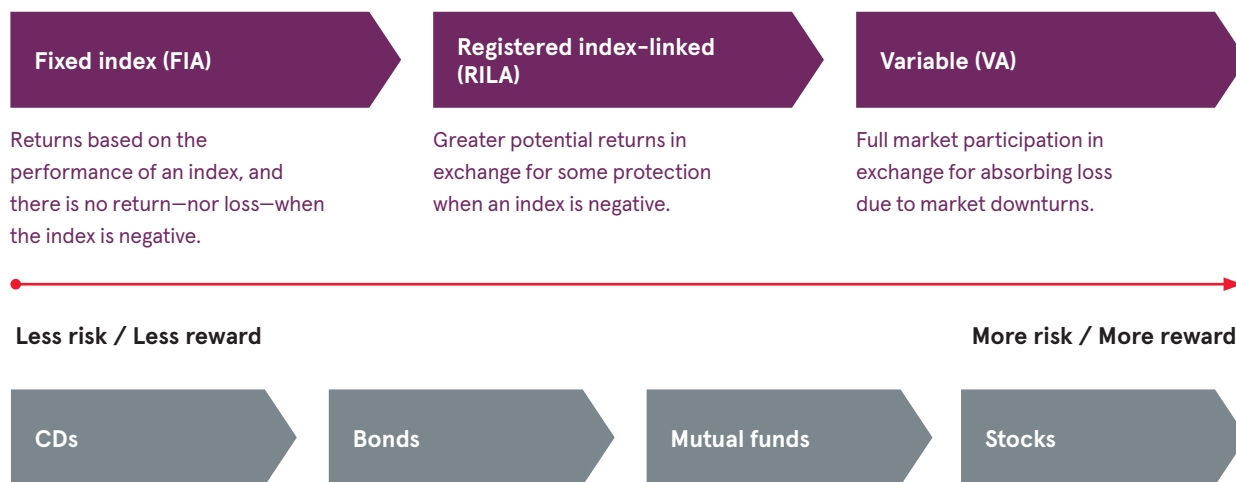 Fixed index (FIA)
Registered index-linked
(RILA)
Variable (VA)
Returns based on the
performance of an index, and
there is no return—nor loss—when
the index is negative.
Greater potential returns in
exchange for some protection
when an index is negative.
Full market participation in
exchange for absorbing loss
due to market downturns.
Less risk / Less reward
More risk / More reward
CDs
Bonds
Mutual funds
Stocks